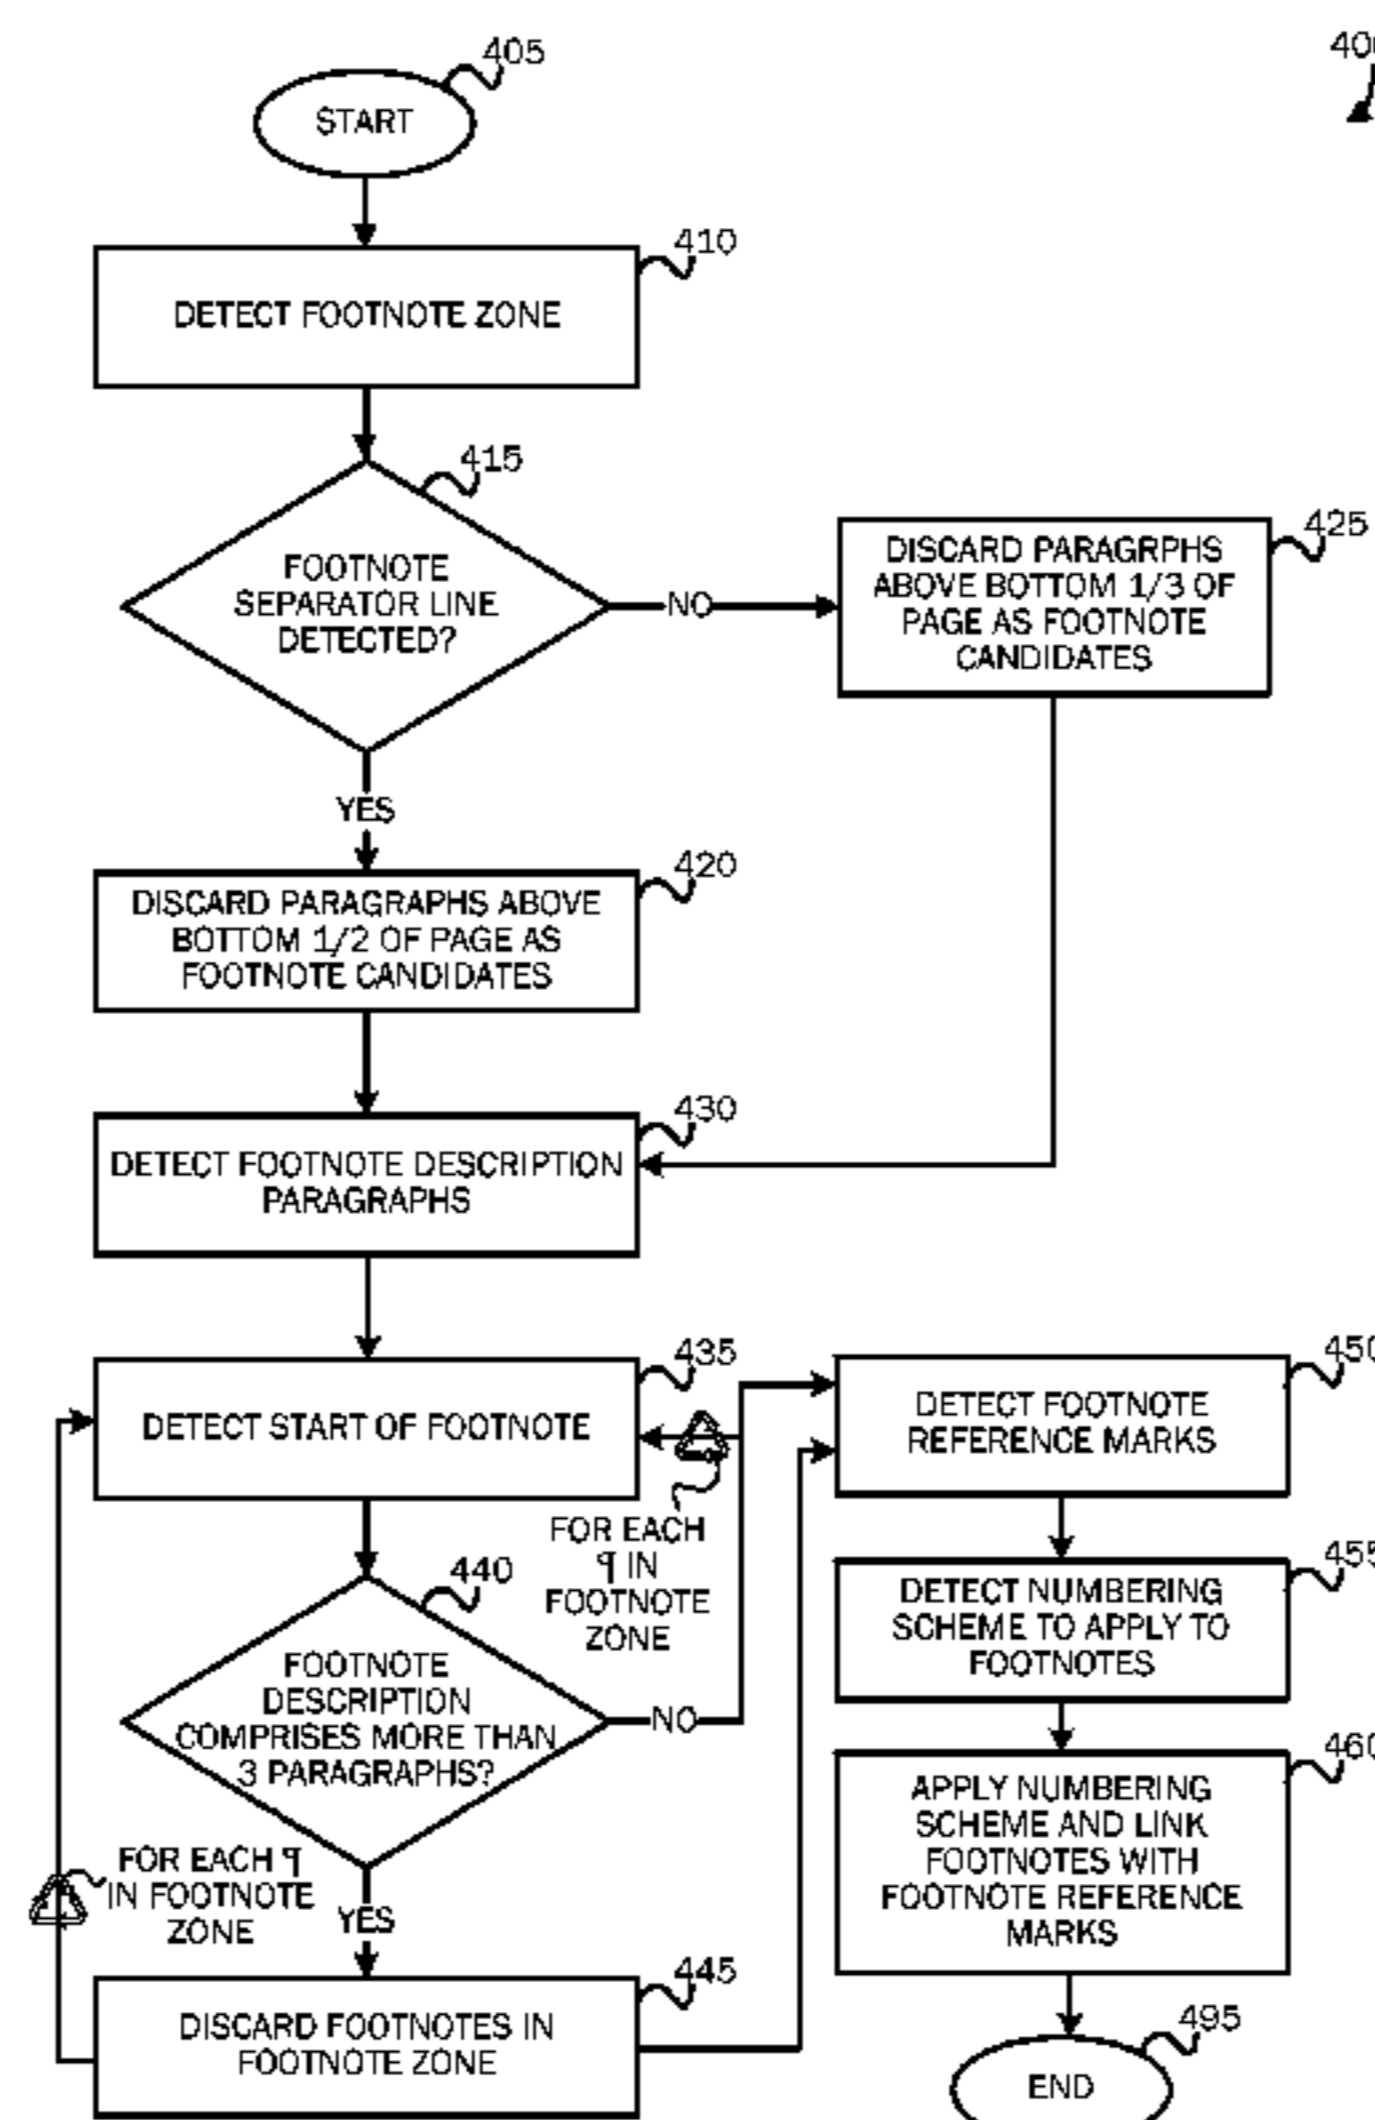 405
400
START
410
DETECT FOOTNOTE ZONE
415
FOOTNOTE
SEPARATOR LINE
DETECTED?
NO
425
DISCARD PARAGRPHS
ABOVE BOTTOM 1/3 OF
PAGE AS FOOTNOTE
CANDIDATES
YES
420
DISCARD PARAGRAPHS ABOVE
BOTTOM 1/2 OF PAGE AS
FOOTNOTE CANDIDATES
430
DETECT FOOTNOTE DESCRIPTION
PARAGRAPHS
435
DETECT START OF FOOTNOTE
FOR EACH
¶ IN
FOOTNOTE
ZONE
440
FOOTNOTE
DESCRIPTION
COMPRISES MORE THAN
3 PARAGRAPHS?
NO
FOR EACH ¶
IN FOOTNOTE
ZONE
YES
445
DISCARD FOOTNOTES IN
FOOTNOTE ZONE
450
DETECT FOOTNOTE
REFERENCE MARKS
455
DETECT NUMBERING
SCHEME TO APPLY TO
FOOTNOTES
460
APPLY NUMBERING
SCHEME AND LINK
FOOTNOTES WITH
FOOTNOTE REFERENCE
MARKS
495
END